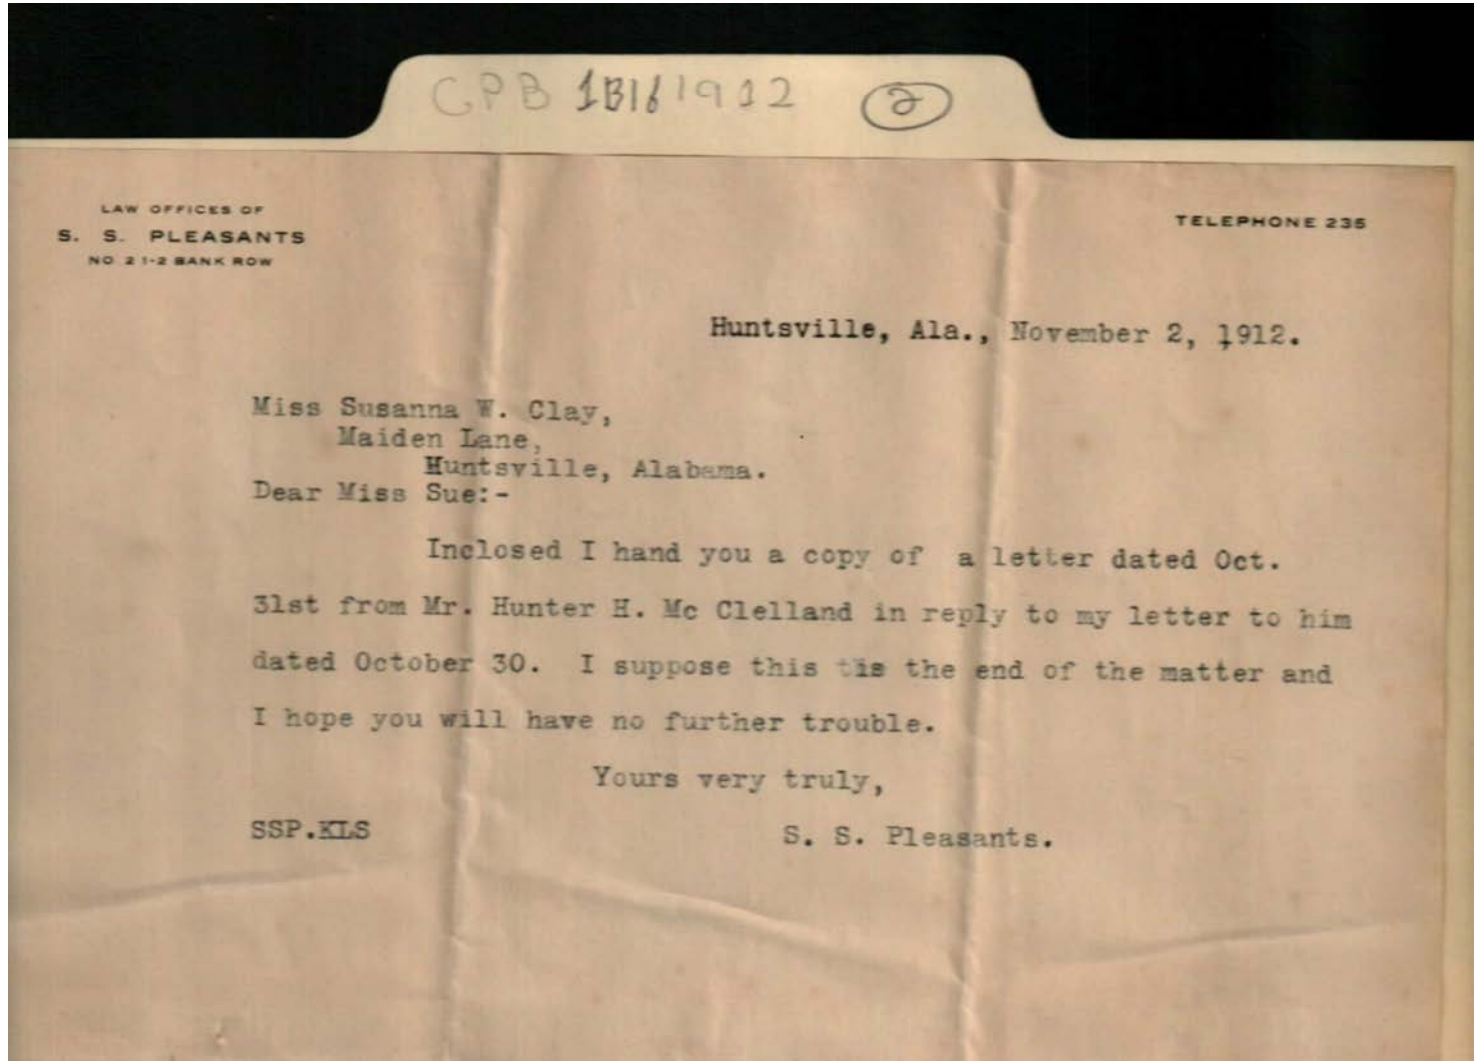 CPB 1B16 1912 2
LAW OFFICES OF
S. S. PLEASANTS
NO 2 1-2 BANK ROW
TELEPHONE 235
Huntsville, Ala., November 2, 1912.
Miss Susanna W. Clay,
Maiden Lane,
Huntsville, Alabama.
Dear Miss Sue:-
Inclosed I hand you a copy of a letter dated Oct.
31st from Mr. Hunter H. Mc Clelland in reply to my letter to him
dated October 30. I suppose this is the end of the matter and
I hope you will have no further trouble.
Yours very truly,
SSP.KLS
S. S. Pleasants.